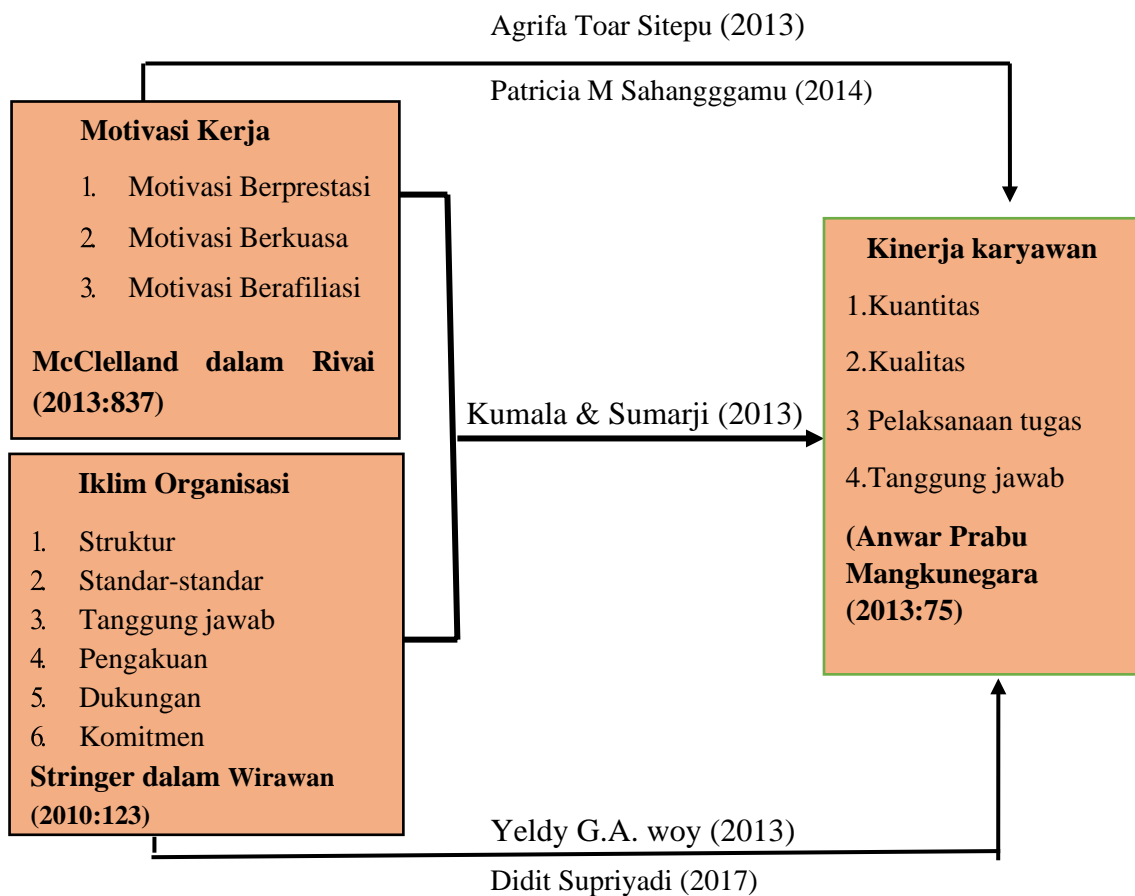 Agrifa Toar Sitepu (2013)
Patricia M Sahangggamu (2014)
Motivasi Kerja
1. Motivasi Berprestasi
2. Motivasi Berkuasa
3. Motivasi Berafiliasi
McClelland dalam Rivai
(2013:837)
Kumala & Sumarji (2013)
Iklim Organisasi
1. Struktur
2. Standar-standar
3. Tanggung jawab
4. Pengakuan
5. Dukungan
6. Komitmen
Stringer dalam Wirawan
(2010:123)
Kinerja karyawan
1.Kuantitas
2.Kualitas
3 Pelaksanaan tugas
4.Tanggung jawab
(Anwar Prabu
Mangkunegara
(2013:75)
Yeldy G.A. woy (2013)
Didit Supriyadi (2017)